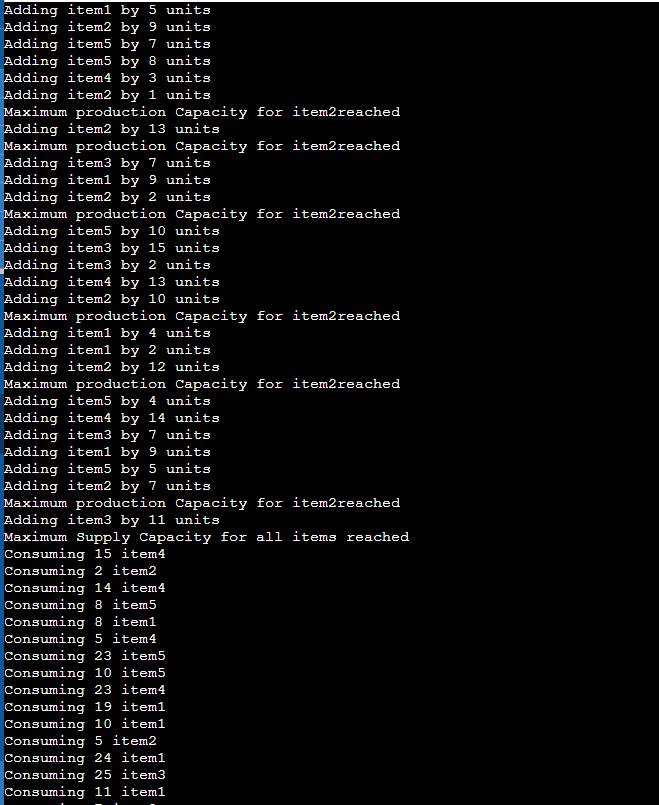 Adding item1 by 5 units
Adding item2 by 9 units
Adding item5 by 7 units
Adding item5 by 8 units
Adding item4 by 3 units
Adding item2 by 1 units
Maximum production Capacity for item2reached
Adding item2 by 13 units
Maximum production Capacity for item2reached
Adding item3 by 7 units
Adding item1 by 9 units
Adding item2 by 2 units
Maximum production Capacity for item2reached
Adding item5 by 10 units
Adding item3 by 15 units
Adding item3 by 2 units
Adding item4 by 13 units
Adding item2 by 10 units
Maximum production Capacity for item2reached
Adding item1 by 4 units
Adding item1 by 2 units
Adding item2 by 12 units
Maximum production Capacity for item2reached
Adding item5 by 4 units
Adding item4 by 14 units
Adding item3 by 7 units
Adding item1 by 9 units
Adding item5 by 5 units
Adding item2 by 7 units
Maximum production Capacity for item2reached
Adding item3 by 11 units
Maximum Supply Capacity for all items reached
Consuming 15 item4
Consuming 2 item2
Consuming 14 item4
Consuming 8 item5
Consuming 8 item1
Consuming 5 item4
Consuming 23 item5
Consuming 10 item5
Consuming 23 item4
Consuming 19 item1
Consuming 10 item1
Consuming 5 item2
Consuming 24 item1
Consuming 25 item3
Consuming 11 item1